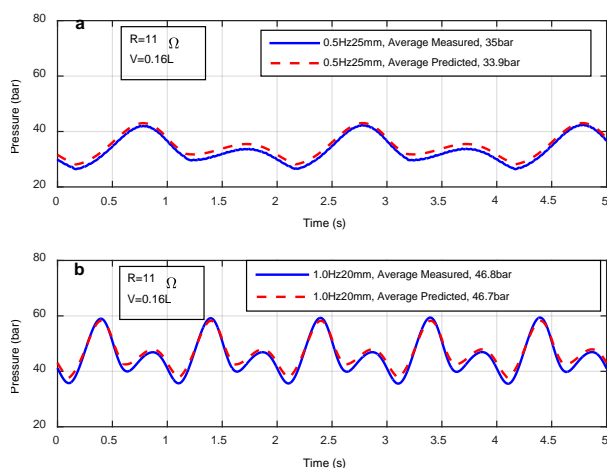 a
80
60
40
20
Pressure (bar)
R=11 Ω
V=0.16L
0.5Hz25mm, Average Measured, 35bar
0.5Hz25mm, Average Predicted, 33.9bar
0 0.5 1 1.5 2 2.5 3 3.5 4 4.5 5
Time (s)
b
80
60
40
20
Pressure (bar)
R=11 Ω
V=0.16L
1.0Hz20mm, Average Measured, 46.8bar
1.0Hz20mm, Average Predicted, 46.7bar
0 0.5 1 1.5 2 2.5 3 3.5 4 4.5 5
Time (s)